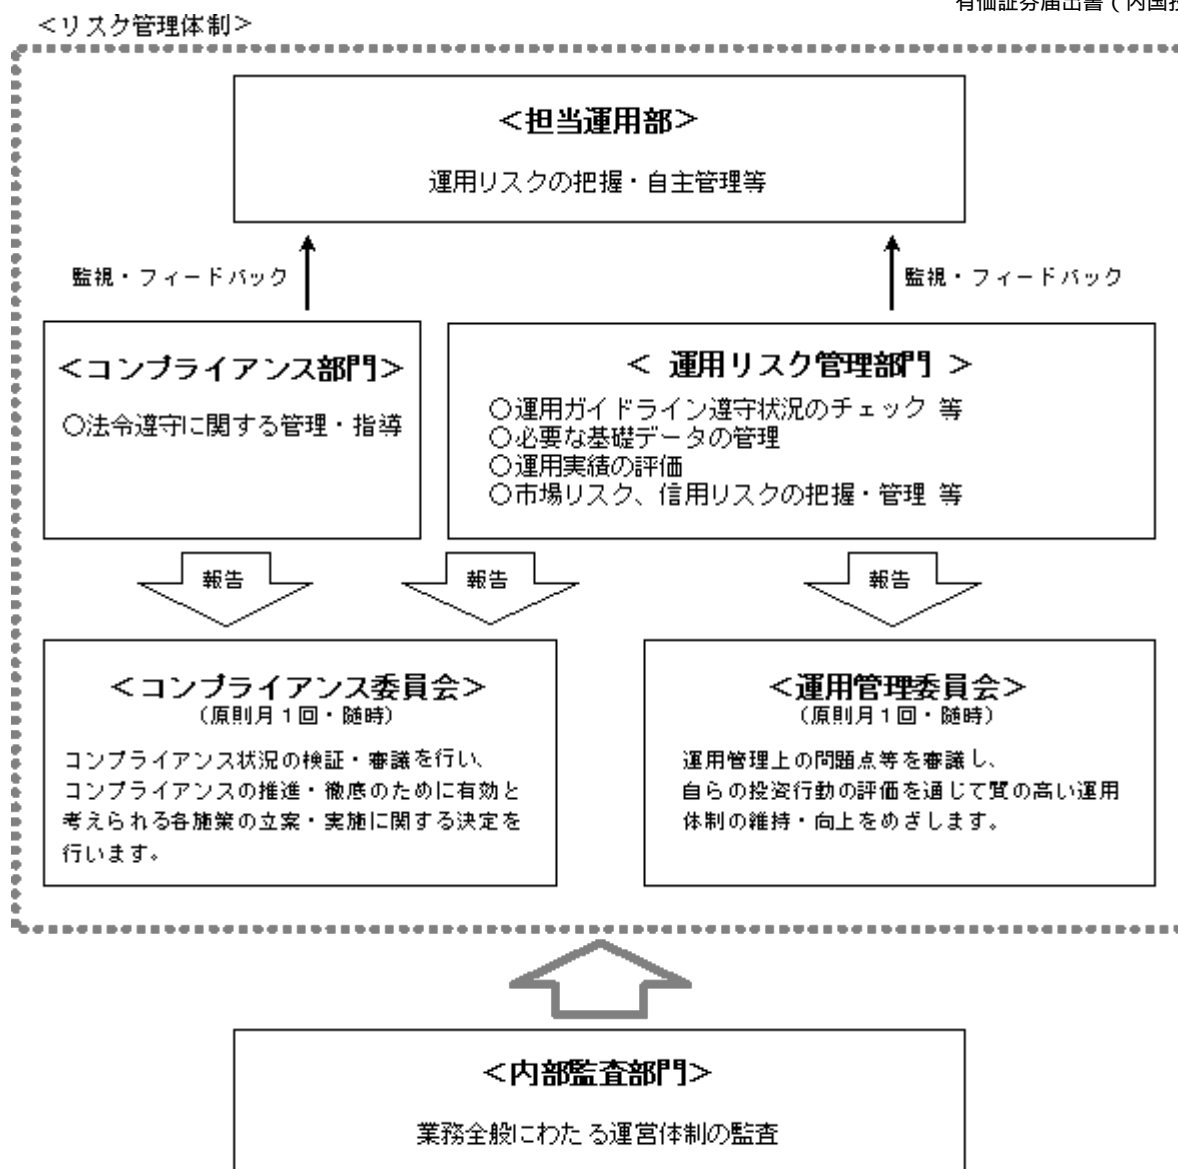 有価証券届出書(内国投
<リスク管理体制>
<担当運用部>
運用リスクの把握・自主管理等
監視・フィードバック
監視・フィードバック
<コンプライアンス部門>
○法令遵守に関する管理・指導
< 運用リスク管理部門 >
○運用ガイドライン遵守状況のチェック 等
○必要な基礎データの管理
○運用実績の評価
○市場リスク、信用リスクの把握・管理 等
報告
報告
報告
<コンプライアンス委員会>
(原則月1回・随時)
コンプライアンス状況の検証・審議を行い、
コンプライアンスの推進・徹底のために有効と
考えられる各施策の立案・実施に関する決定を
行います。
<運用管理委員会>
(原則月1回・随時)
運用管理上の問題点等を審議し、
自らの投資行動の評価を通じて質の高い運用
体制の維持・向上をめざします。
<内部監査部門>
業務全般にわたる運営体制の監査